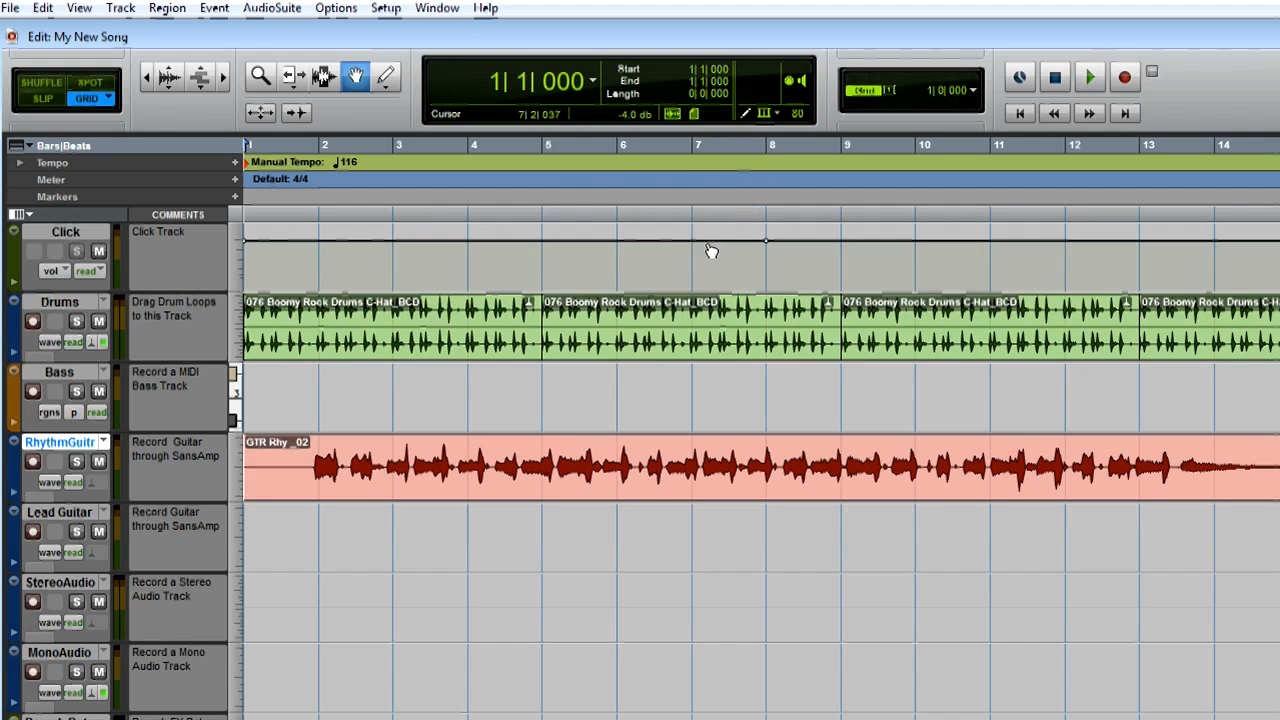 File Edit View Track Region Event AudioSuite Options Setup Window Help
Edit: My New Song
SHUFFLE SPOT
SLIP GRID
1| 1| 000
Start 1| 1| 000
End 1| 1| 000
Length 0| 0| 000
Cursor 7| 2| 037 -4.0 db 80
Grid 1| 0| 000
Bars|Beats 1 2 3 4 5 6 7 8 9 10 11 12 13 14
Tempo + Manual Tempo: 116
Meter + Default: 4/4
Markers +
COMMENTS
Click Click Track
S M
vol read
Drums Drag Drum Loops to this Track
076 Boomy Rock Drums C-Hat_BCD 076 Boomy Rock Drums C-Hat_BCD 076 Boomy Rock Drums C-Hat_BCD 076 Boomy Rock Drums C-H
S M
wave read
Bass Record a MIDI Bass Track
S M
3
rgns p read
RhythmGuitr Record Guitar through SansAmp
GTR Rhy _02
S M
wave read
Lead Guitar Record Guitar through SansAmp
S M
wave read
StereoAudio Record a Stereo Audio Track
S M
wave read
MonoAudio Record a Mono Audio Track
S M
wave read